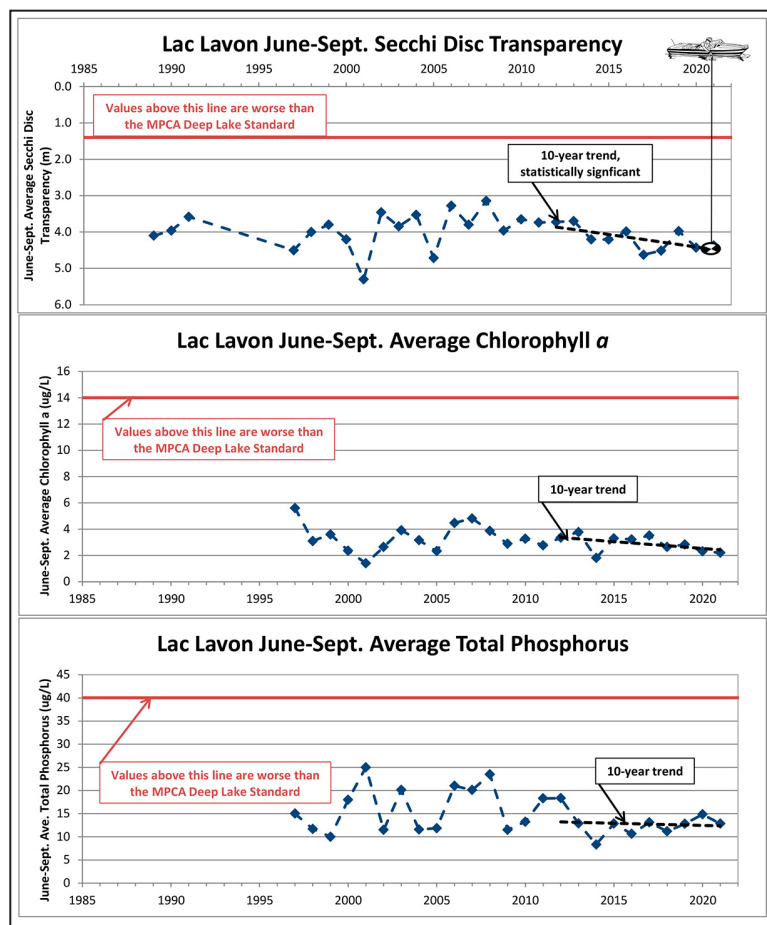 Lac Lavon June-Sept. Secchi Disc Transparency
1985 1990 1995 2000 2005 2010 2015 2020
0.0
1.0
2.0
3.0
4.0
5.0
6.0
June-Sept. Average Secchi Disc
Transparency (m)
Values above this line are worse than
the MPCA Deep Lake Standard
10-year trend,
statistically signficant
Lac Lavon June-Sept. Average Chlorophyll a
16
14
12
10
8
6
4
2
0
June-Sept. Average Chlorophyll a (ug/L)
Values above this line are worse than
the MPCA Deep Lake Standard
10-year trend
1985 1990 1995 2000 2005 2010 2015 2020
Lac Lavon June-Sept. Average Total Phosphorus
45
40
35
30
25
20
15
10
5
0
June-Sept. Ave. Total Phosphorus (ug/L)
Values above this line are worse than
the MPCA Deep Lake Standard
10-year trend
1985 1990 1995 2000 2005 2010 2015 2020